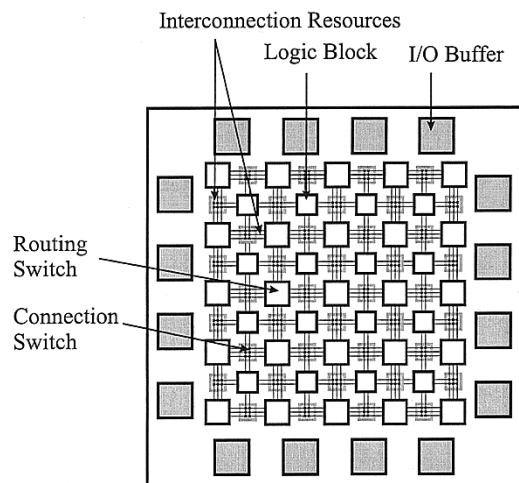 Interconnection Resources
Logic Block
I/O Buffer
Routing
Switch
Connection
Switch